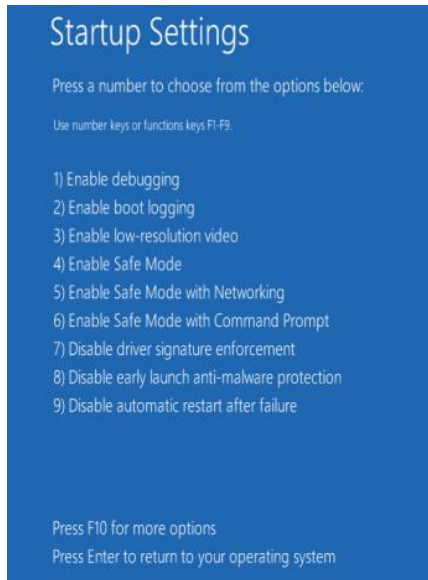 Startup Settings
Press a number to choose from the options below:
Use number keys or functions keys F1-F9.
1) Enable debugging
2) Enable boot logging
3) Enable low-resolution video
4) Enable Safe Mode
5) Enable Safe Mode with Networking
6) Enable Safe Mode with Command Prompt
7) Disable driver signature enforcement
8) Disable early launch anti-malware protection
9) Disable automatic restart after failure
Press F10 for more options
Press Enter to return to your operating system